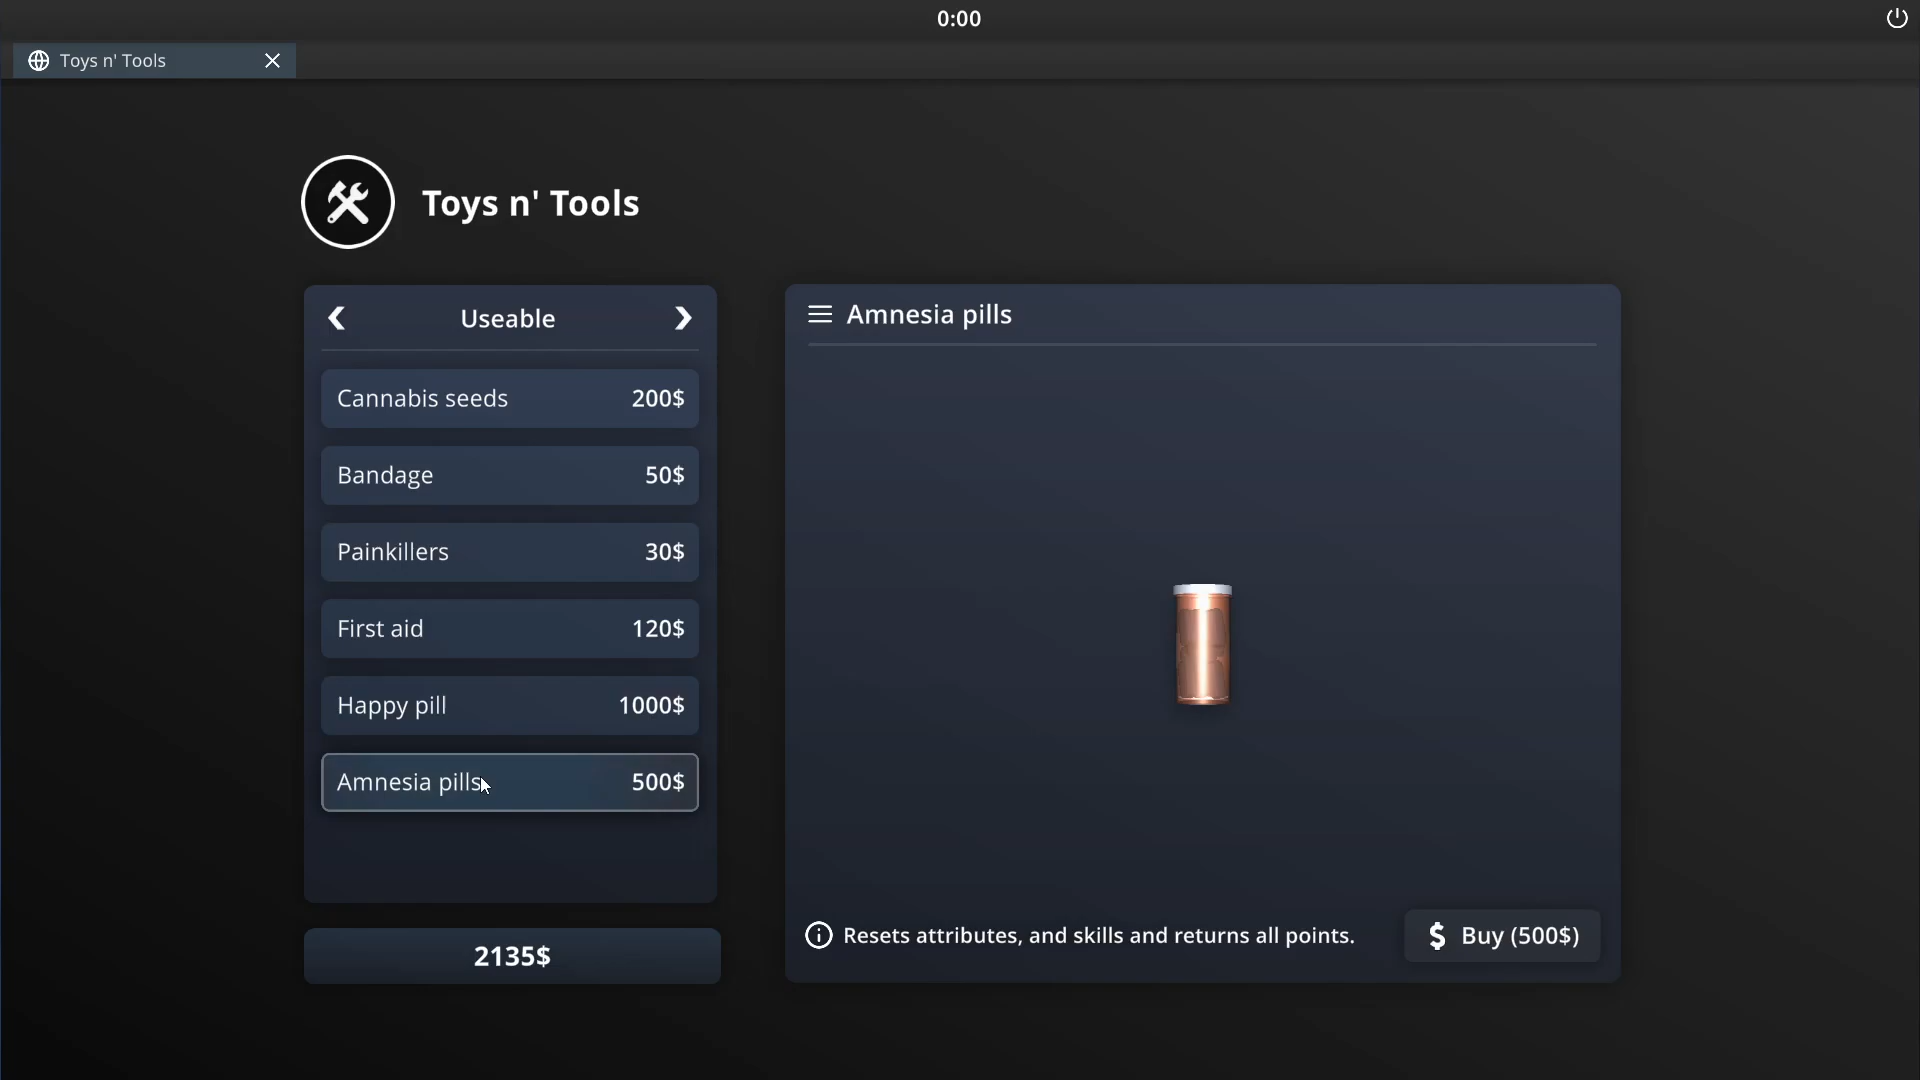 0:00
Toys n' Tools
Toys n' Tools
Useable
Cannabis seeds 200$
Bandage 50$
Painkillers 30$
First aid 120$
Happy pill 1000$
Amnesia pills 500$
2135$
Amnesia pills
Resets attributes, and skills and returns all points.
$ Buy (500$)